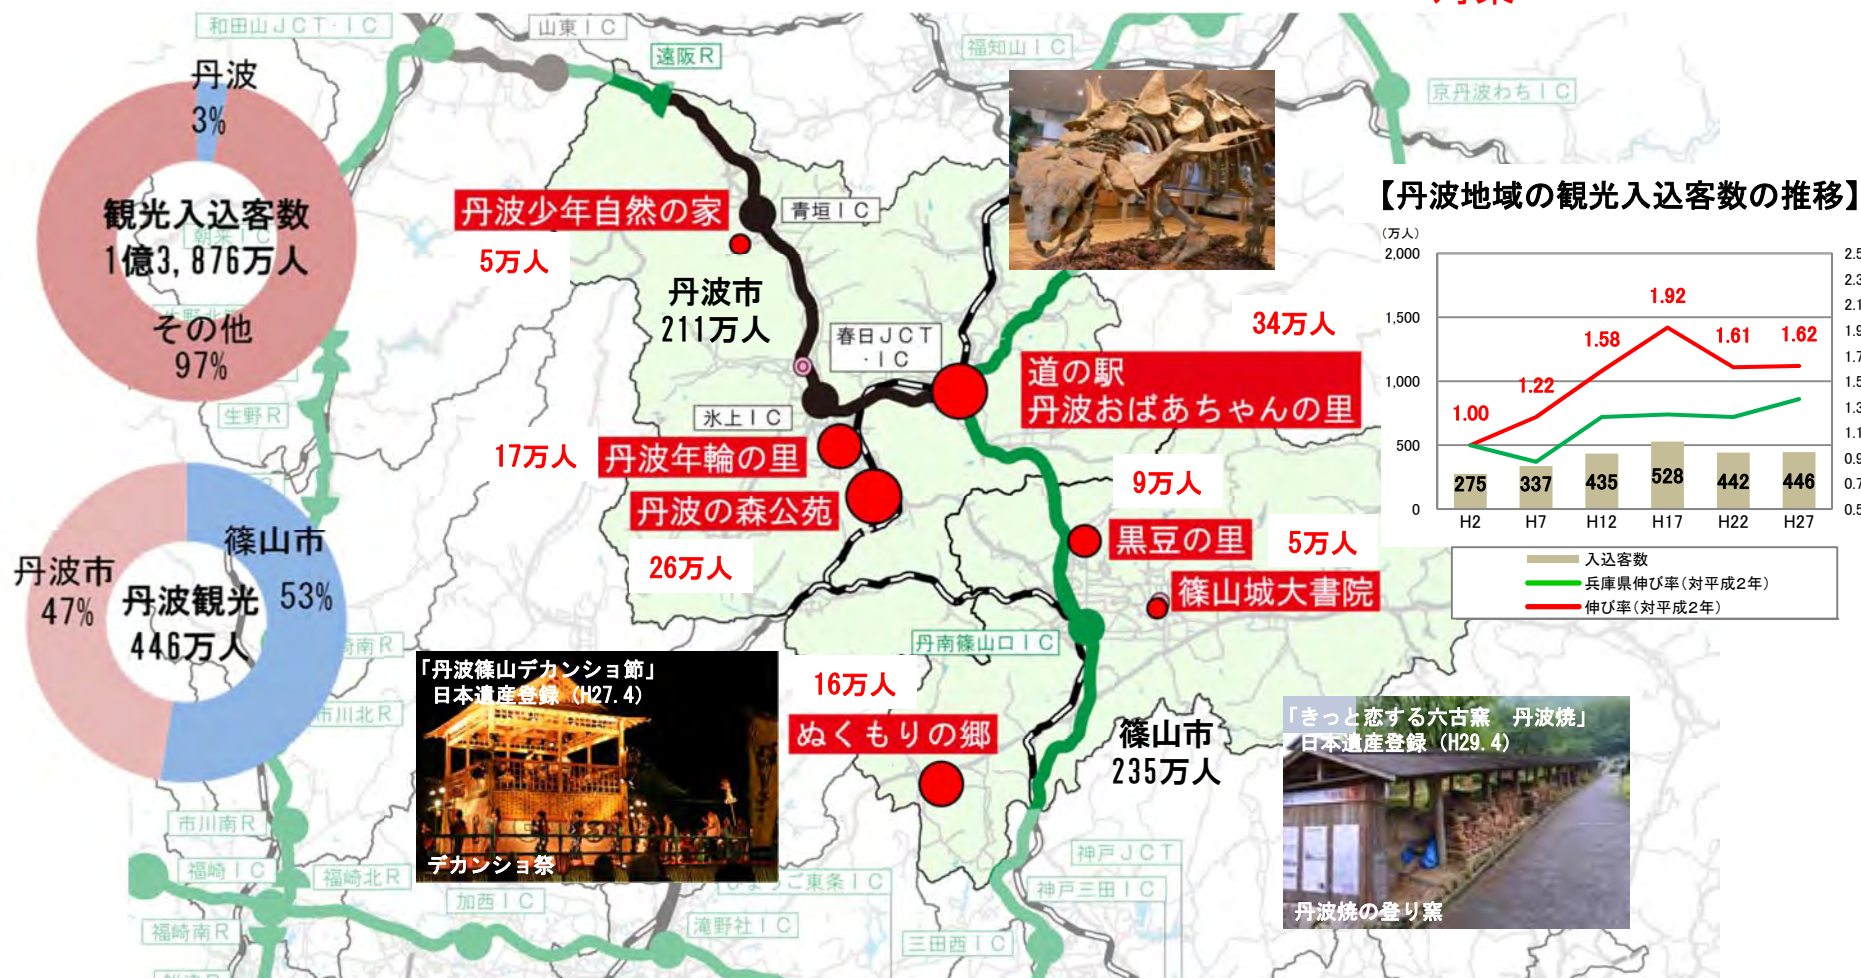 和田山JCT・IC
山東IC
遠阪R
福知山IC
京丹波わちIC
丹波
3%
観光入込客数
1億3,876万人
朝来IC
その他
97%
生野R
丹波少年自然の家
5万人
青垣IC
丹波市
211万人
春日JCT
・IC
34万人
道の駅
丹波おばあちゃんの里
氷上IC
17万人
丹波年輪の里
丹波の森公苑
26万人
9万人
黒豆の里
5万人
篠山城大書院
丹南篠山口IC
16万人
ぬくもりの郷
篠山市
235万人
【丹波地域の観光入込客数の推移】
(万人)
2,000
1,500
1,000
500
0
1.00
1.22
1.58
1.92
1.61
1.62
275
337
435
528
442
446
H2
H7
H12
H17
H22
H27
入込客数
兵庫県伸び率(対平成2年)
伸び率(対平成2年)
篠山市
53%
丹波市
47%
丹波観光
446万人
市川北R
市川南R
福崎IC
福崎北R
福崎南R
加西IC
滝野社IC
東条IC
三田西IC
神戸JCT
神戸三田IC
「丹波篠山デカンショ節」
日本遺産登録（H27.4）
デカンショ祭
「きっと恋する六古窯　丹波焼」
日本遺産登録（H29.4）
丹波焼の登り窯